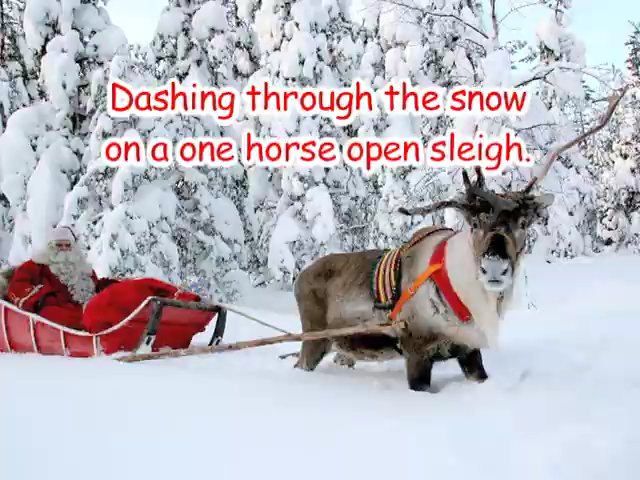 Dashing through the snow
on a one horse open sleigh.